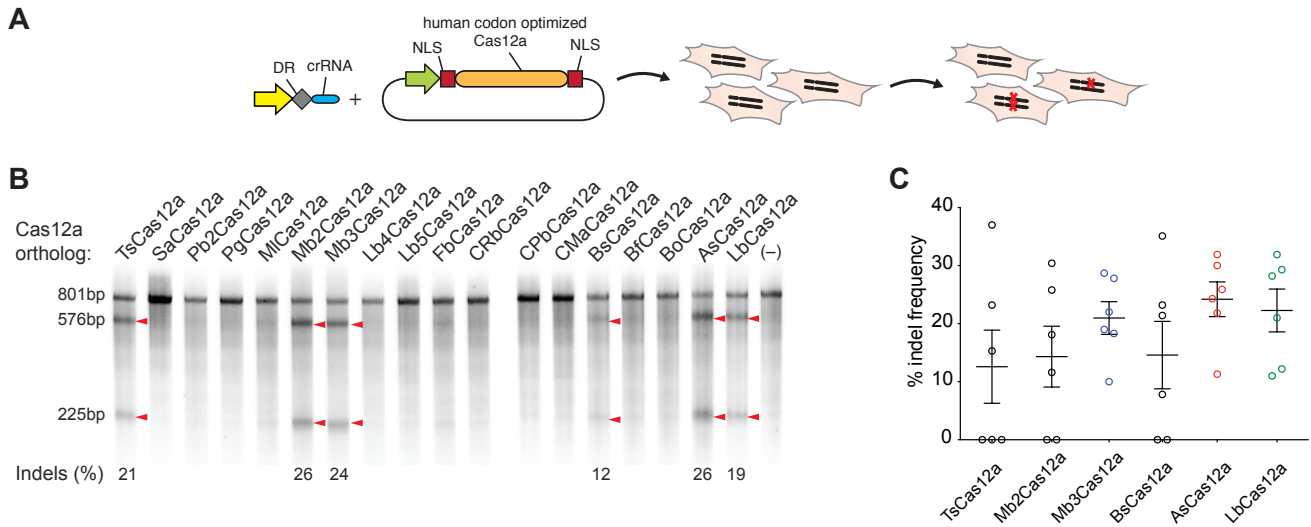 A
human codon optimized
Cas12a
NLS
NLS
DR
crRNA
+
B
Cas12a
ortholog:
TsCas12a
SaCas12a
Pb2Cas12a
PgCas12a
MlCas12a
Mb2Cas12a
Mb3Cas12a
Lb4Cas12a
Lb5Cas12a
FbCas12a
CRbCas12a
CPbCas12a
CMaCas12a
BsCas12a
BfCas12a
BoCas12a
AsCas12a
LbCas12a
(–)
801bp
576bp
225bp
Indels (%) 21 26 24 12 26 19
C
% indel frequency
40
30
20
10
0
TsCas12a
Mb2Cas12a
Mb3Cas12a
BsCas12a
AsCas12a
LbCas12a